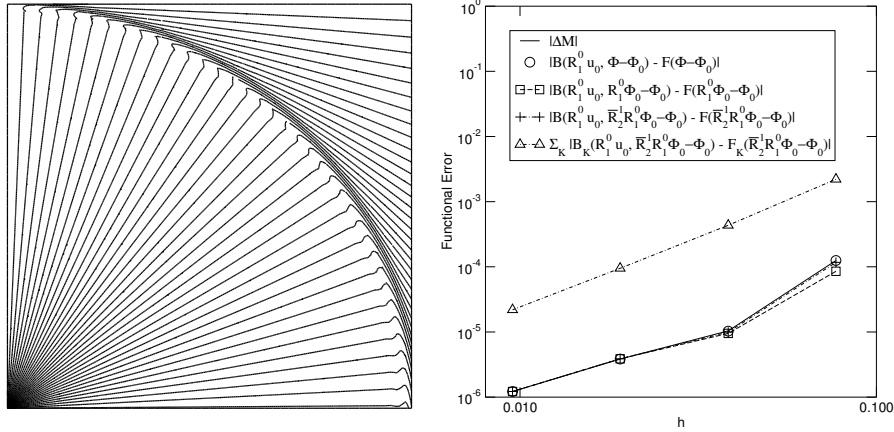 10^0
10^-1
10^-2
10^-3
10^-4
10^-5
10^-6
Functional Error
|ΔM|
|B(R_1^0 u_0, Φ–Φ_0) - F(Φ–Φ_0)|
|B(R_1^0 u_0, R_1^0Φ_0–Φ_0) - F(R_1^0Φ_0–Φ_0)|
|B(R_1^0 u_0, R̅_2^1R_1^0Φ_0–Φ_0) - F(R̅_2^1R_1^0Φ_0–Φ_0)|
Σ_K |B_K(R_1^0 u_0, R̅_2^1R_1^0Φ_0–Φ_0) - F_K(R̅_2^1R_1^0Φ_0–Φ_0)|
0.010 0.100
h